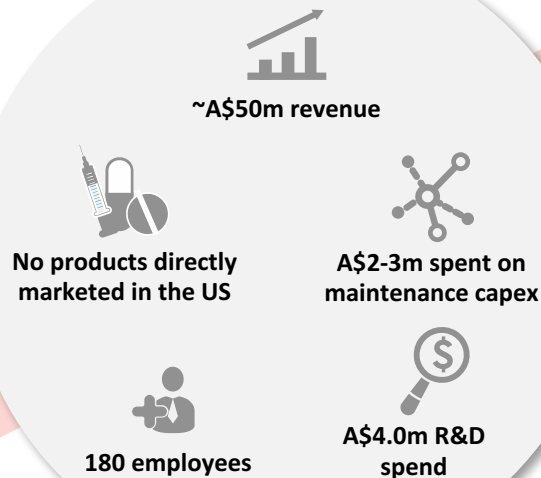 ~A$50m revenue
No products directly
marketed in the US
A$2-3m spent on
maintenance capex
$
180 employees
A$4.0m R&D
spend